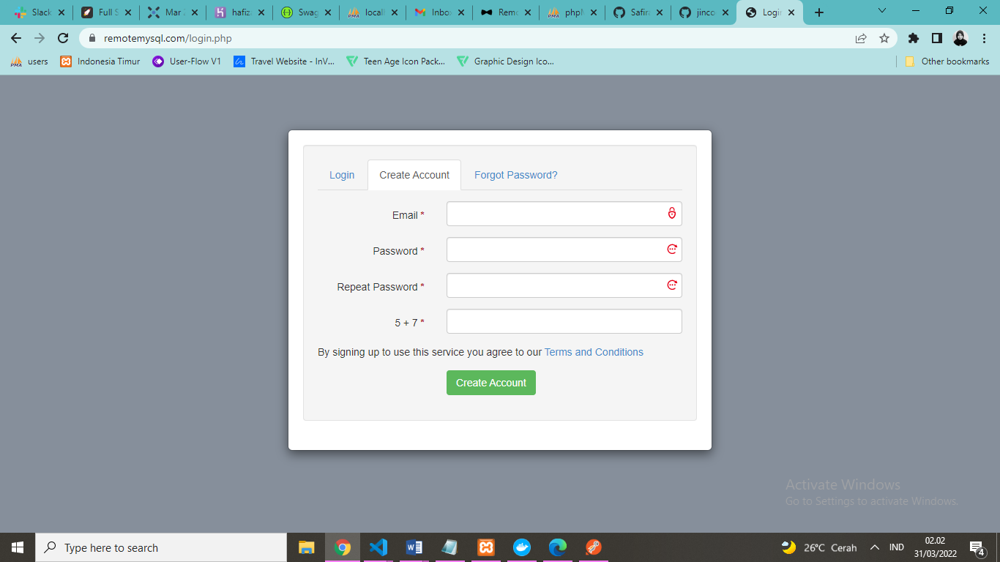 Slack Full S Mar hafiz Swag locall Inbo Remo phpM Safir jinco Login
remotemysql.com/login.php
users Indonesia Timur User-Flow V1 Travel Website - InV... Teen Age Icon Pack... Graphic Design Ico... Other bookmarks
Login Create Account Forgot Password?
Email *
Password *
Repeat Password *
5 + 7 *
By signing up to use this service you agree to our Terms and Conditions
Create Account
Activate Windows
Go to Settings to activate Windows.
Type here to search 26°C Cerah IND 02.02
31/03/2022 4